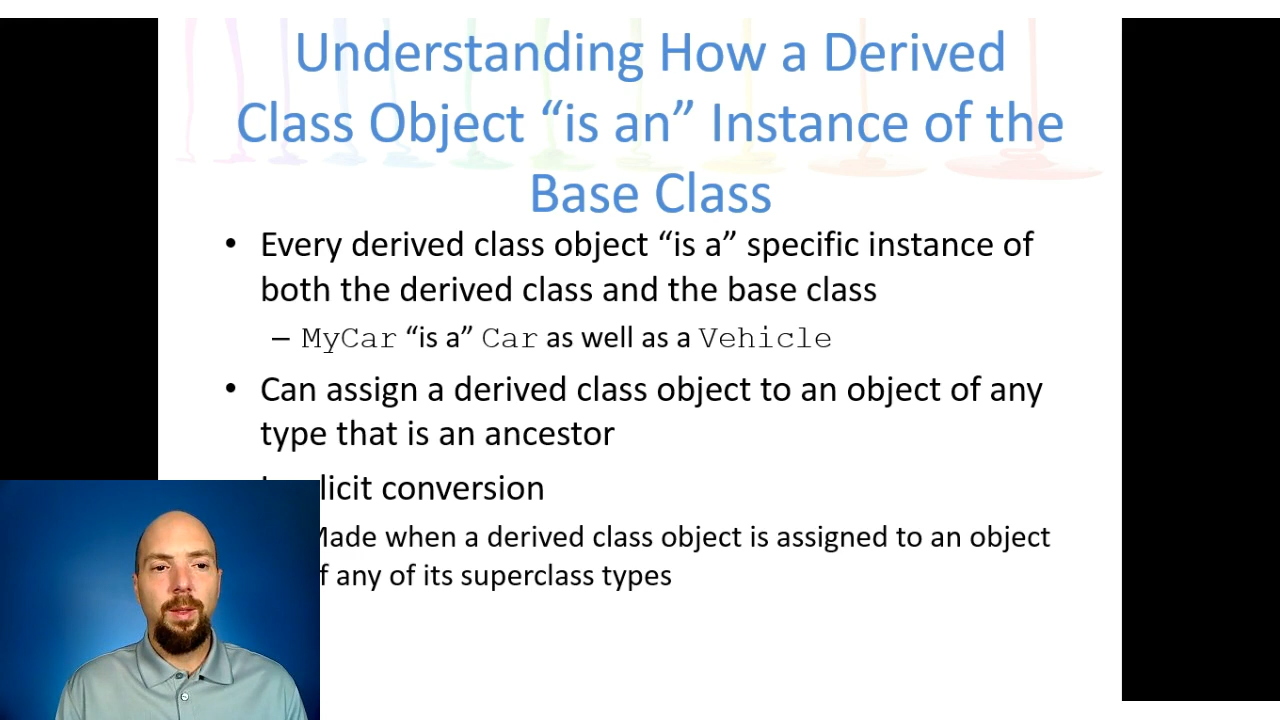 Understanding How a Derived
Class Object “is an” Instance of the
Base Class
• Every derived class object “is a” specific instance of
both the derived class and the base class
– MyCar “is a” Car as well as a Vehicle
• Can assign a derived class object to an object of any
type that is an ancestor
conversion
when a derived class object is assigned to an object
any of its superclass types